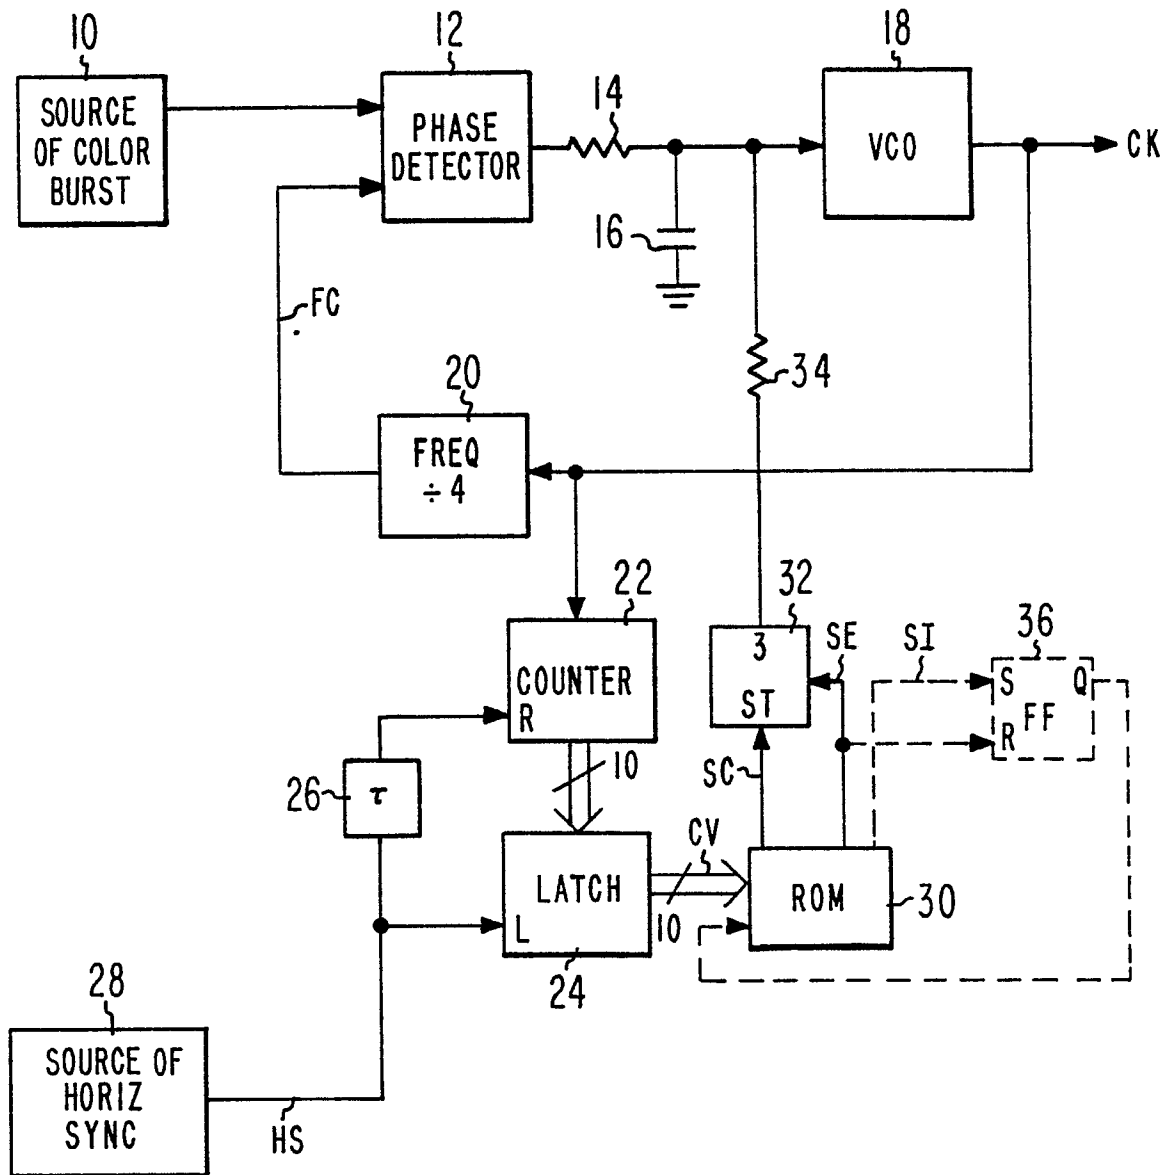 10
SOURCE
OF COLOR
BURST
12
PHASE
DETECTOR
14
16
18
VCO
CK
FC
34
20
FREQ
÷ 4
22
COUNTER
R
10
32
3
ST
SE
SI
36
S Q
FF
R
SC
26
τ
LATCH
L
24
CV
10
ROM
30
28
SOURCE OF
HORIZ
SYNC
HS